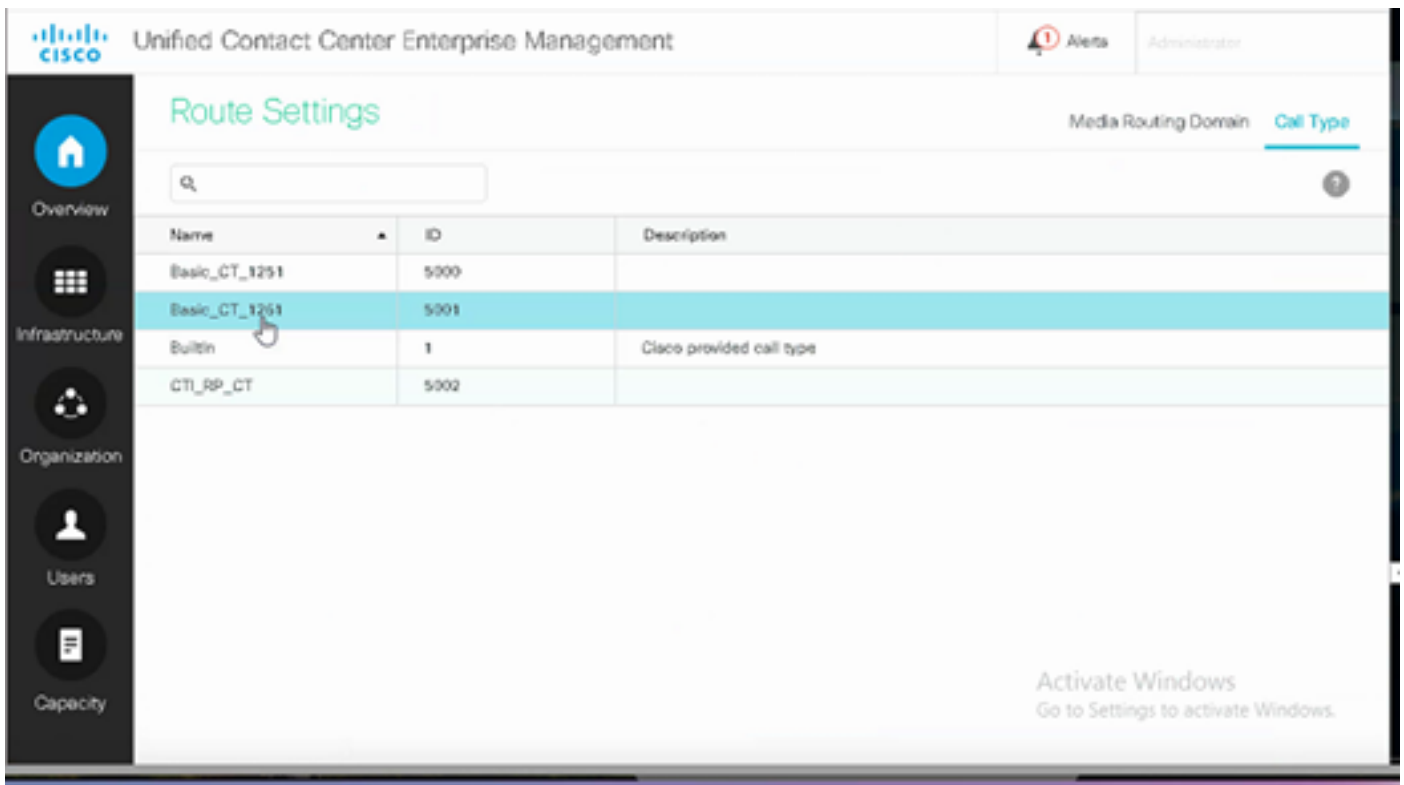 CISCO
Unified Contact Center Enterprise Management
1 Alerts
Administrator
Route Settings
Media Routing Domain Call Type
?
Overview
Name ID Description
Basic_CT_1251 5000
Basic_CT_1261 5001
Infrastructure
Builtin 1 Cisco provided call type
CTI_RP_CT 5002
Organization
Users
Capacity
Activate Windows
Go to Settings to activate Windows.